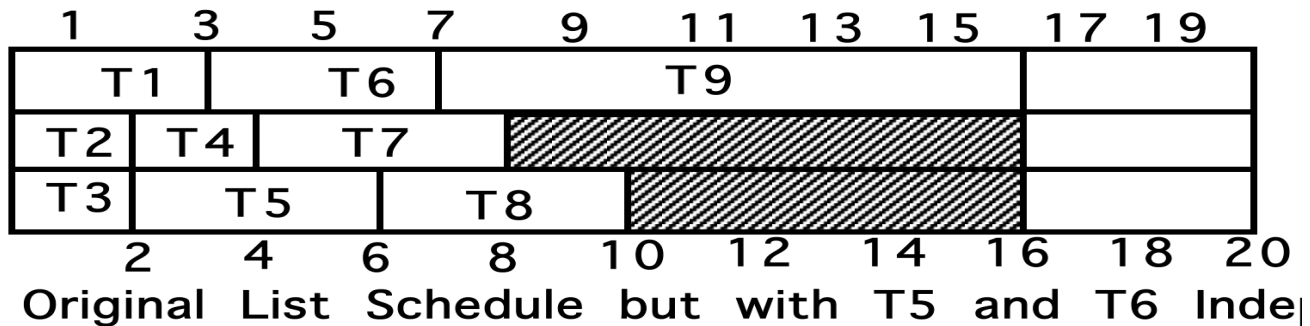 1 3 5 7 9 11 13 15 17 19
T1 T6 T9
T2 T4 T7
T3 T5 T8
2 4 6 8 10 12 14 16 18 20
Original List Schedule but with T5 and T6